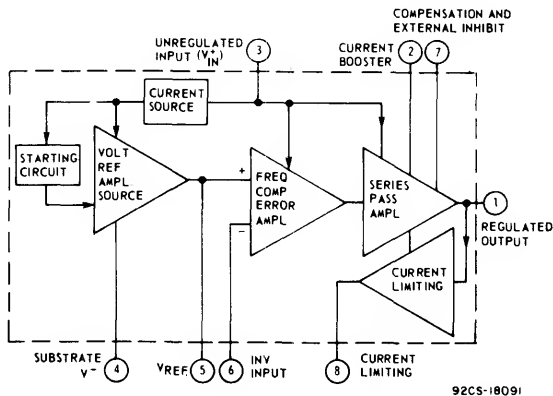 COMPENSATION AND
EXTERNAL INHIBIT
UNREGULATED
INPUT (V+IN)
3
CURRENT
BOOSTER
2
7
CURRENT
SOURCE
STARTING
CIRCUIT
VOLT
REF
AMPL
SOURCE
+
FREQ
COMP
ERROR
AMPL
–
SERIES
PASS
AMPL
1
REGULATED
OUTPUT
CURRENT
LIMITING
SUBSTRATE
V–
4
VREF.
5
6
INV
INPUT
8
CURRENT
LIMITING
92CS-18091